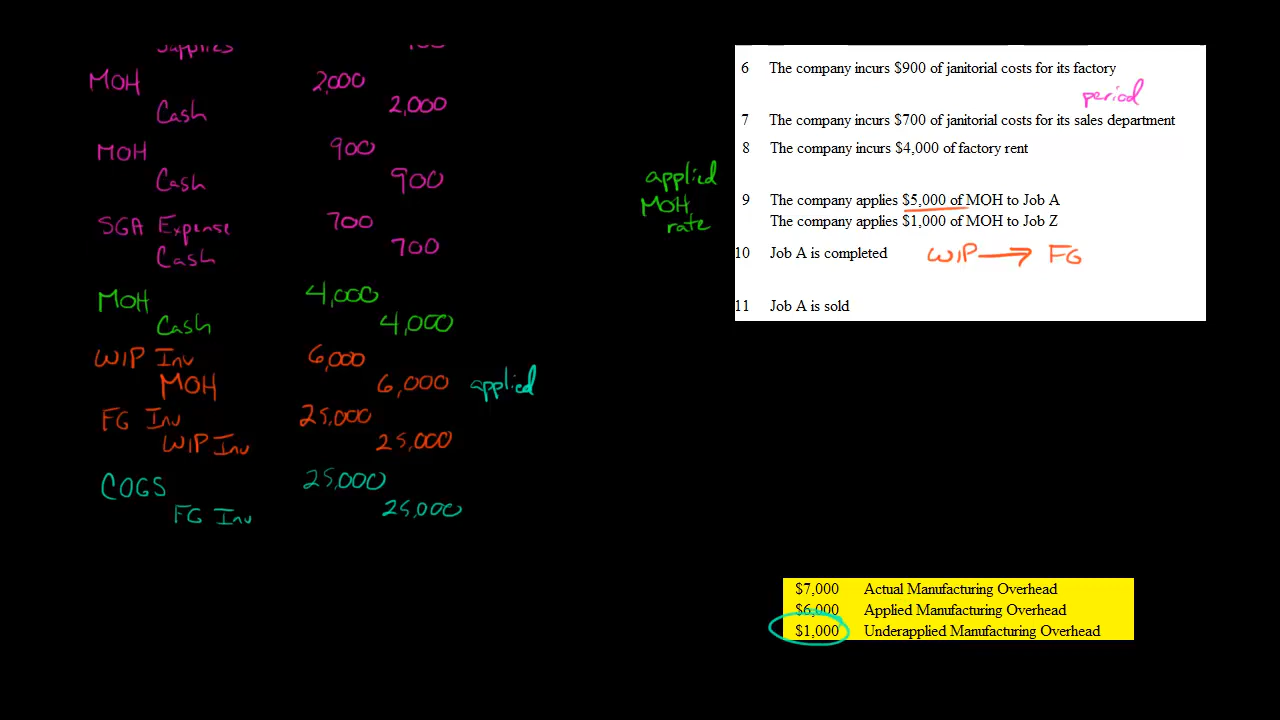 Supplies
MOH 2,000
Cash 2,000
MOH 900
Cash 900
SGA Expense 700
Cash 700
MOH 4,000
Cash 4,000
WIP Inv 6,000
MOH 6,000 applied
FG Inv 25,000
WIP Inv 25,000
COGS 25,000
FG Inv 25,000
applied
MOH
rate
6 The company incurs $900 of janitorial costs for its factory
period
7 The company incurs $700 of janitorial costs for its sales department
8 The company incurs $4,000 of factory rent
9 The company applies $5,000 of MOH to Job A
The company applies $1,000 of MOH to Job Z
10 Job A is completed WIP → FG
11 Job A is sold
$7,000 Actual Manufacturing Overhead
$6,000 Applied Manufacturing Overhead
$1,000 Underapplied Manufacturing Overhead